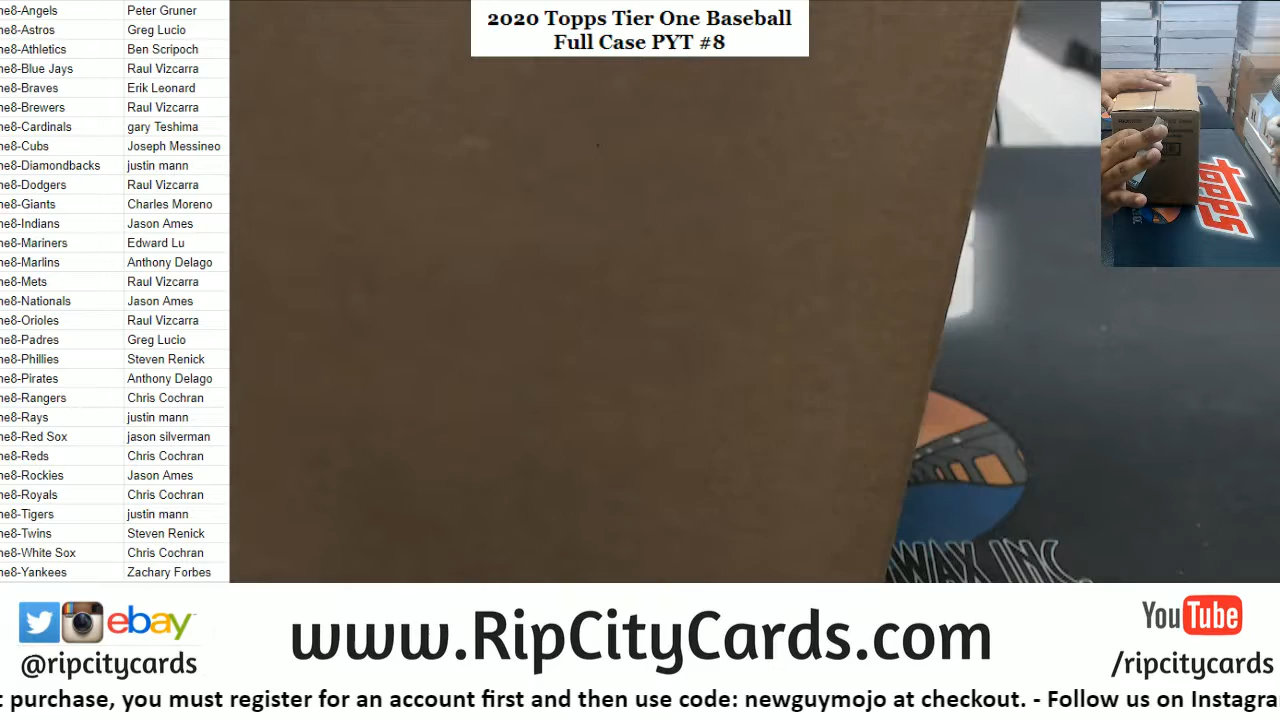 2020 Topps Tier One Baseball
Full Case PYT #8
ne8-Angels Peter Gruner
ne8-Astros Greg Lucio
ne8-Athletics Ben Scripoch
ne8-Blue Jays Raul Vizcarra
ne8-Braves Erik Leonard
ne8-Brewers Raul Vizcarra
ne8-Cardinals gary Teshima
ne8-Cubs Joseph Messineo
ne8-Diamondbacks justin mann
ne8-Dodgers Raul Vizcarra
ne8-Giants Charles Moreno
ne8-Indians Jason Ames
ne8-Mariners Edward Lu
ne8-Marlins Anthony Delago
ne8-Mets Raul Vizcarra
ne8-Nationals Jason Ames
ne8-Orioles Raul Vizcarra
ne8-Padres Greg Lucio
ne8-Phillies Steven Renick
ne8-Pirates Anthony Delago
ne8-Rangers Chris Cochran
ne8-Rays justin mann
ne8-Red Sox jason silverman
ne8-Reds Chris Cochran
ne8-Rockies Jason Ames
ne8-Royals Chris Cochran
ne8-Tigers justin mann
ne8-Twins Steven Renick
ne8-White Sox Chris Cochran
ne8-Yankees Zachary Forbes
topps
WAX INC.
ebay
@ripcitycards
www.RipCityCards.com
YouTube
/ripcitycards
t purchase, you must register for an account first and then use code: newguymojo at checkout. - Follow us on Instagra